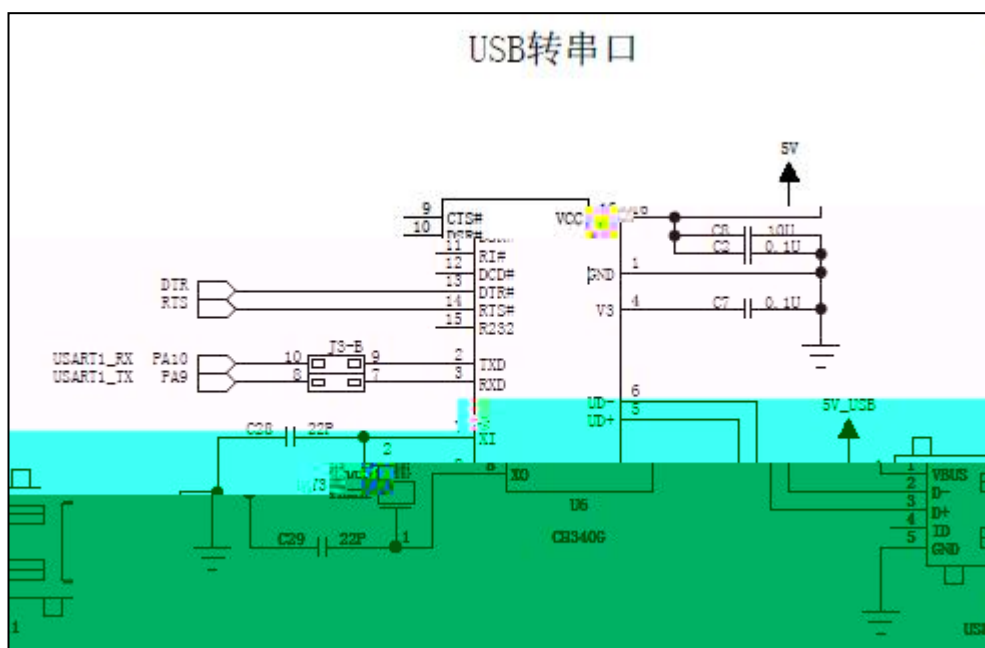 USB转串口
5V
9
CTS#
VCC
10
DSR#
C8
10U
11
RI#
C2
0.1U
12
DCD#
GND
1
DTR
13
DTR#
RTS
14
RTS#
V3
4
C7
0.1U
15
R232
J3-B
USART1_RX
PA10
10
9
2
TXD
USART1_TX
PA9
8
7
3
RXD
6
UD-
5
UD+
5V_USB
C28
22P
XI
2
XO
1
VBUS
2
D-
U6
3
D+
CH340G
4
ID
C29
22P
1
5
GND
1